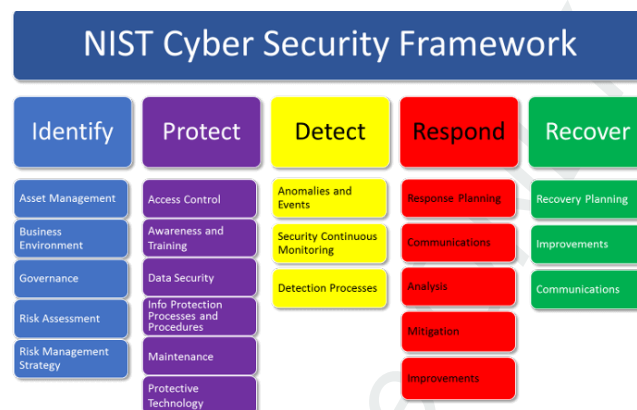 NIST Cyber Security Framework
Identify
Protect
Detect
Respond
Recover
Asset Management
Business
Environment
Governance
Risk Assessment
Risk Management
Strategy
Access Control
Awareness and
Training
Data Security
Info Protection
Processes and
Procedures
Maintenance
Protective
Technology
Anomalies and
Events
Security Continuous
Monitoring
Detection Processes
Response Planning
Communications
Analysis
Mitigation
Improvements
Recovery Planning
Improvements
Communications